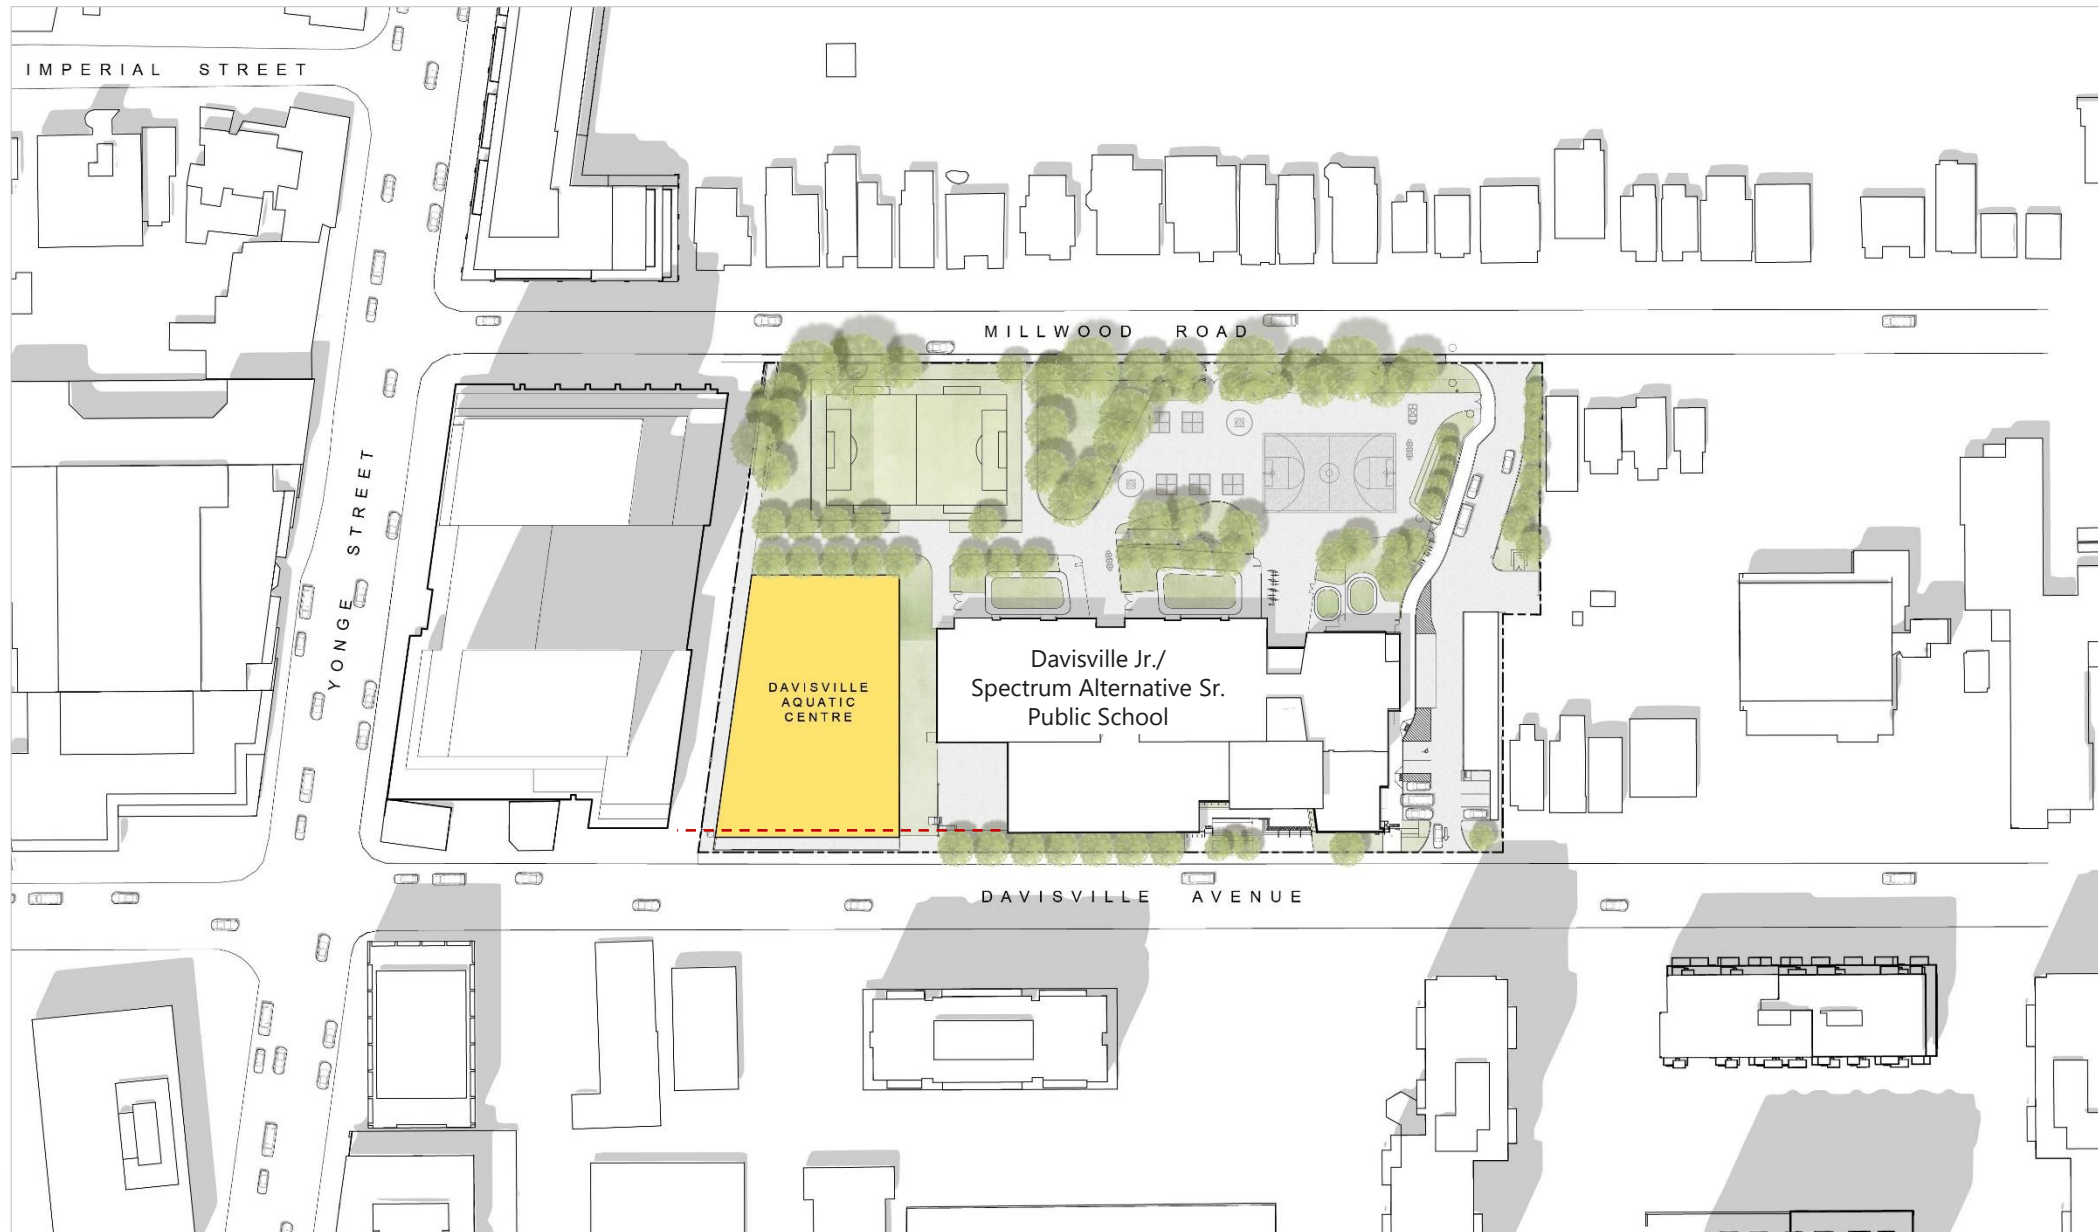 IMPERIAL STREET
MILLWOOD ROAD
YONGE STREET
DAVISVILLE
AQUATIC
CENTRE
Davisville Jr./
Spectrum Alternative Sr.
Public School
DAVISVILLE AVENUE